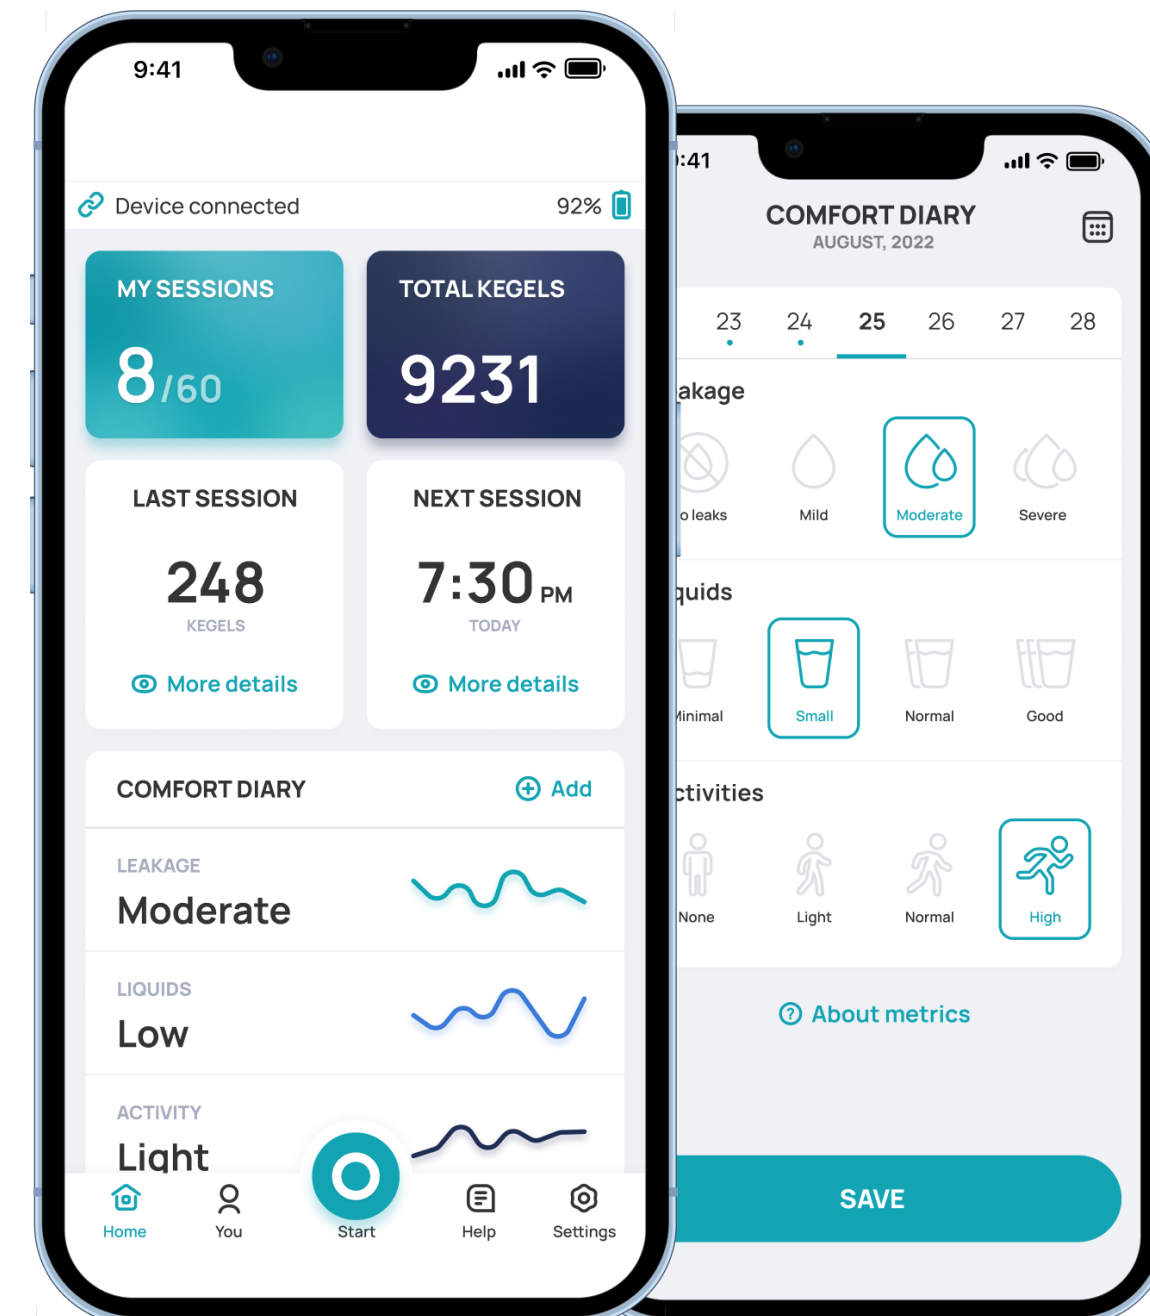 9:41
Device connected 92%
MY SESSIONS
8/60
TOTAL KEGELS
9231
LAST SESSION
248
KEGELS
More details
NEXT SESSION
7:30 PM
TODAY
More details
COMFORT DIARY
Add
LEAKAGE
Moderate
LIQUIDS
Low
ACTIVITY
Light
Home You Start Help Settings
:41
COMFORT DIARY
AUGUST, 2022
23 24 25 26 27 28
akage
o leaks Mild Moderate Severe
quids
Minimal Small Normal Good
ctivities
None Light Normal High
About metrics
SAVE